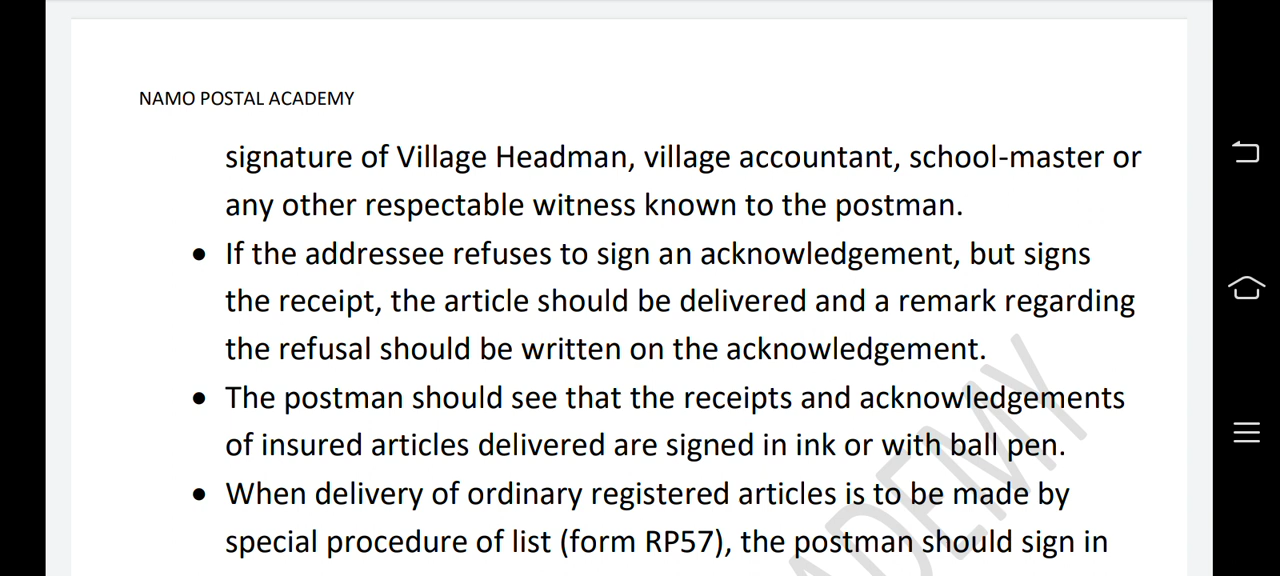 NAMO POSTAL ACADEMY
signature of Village Headman, village accountant, school-master or
any other respectable witness known to the postman.
• If the addressee refuses to sign an acknowledgement, but signs
the receipt, the article should be delivered and a remark regarding
the refusal should be written on the acknowledgement.
• The postman should see that the receipts and acknowledgements
of insured articles delivered are signed in ink or with ball pen.
• When delivery of ordinary registered articles is to be made by
special procedure of list (form RP57), the postman should sign in
ADEMY